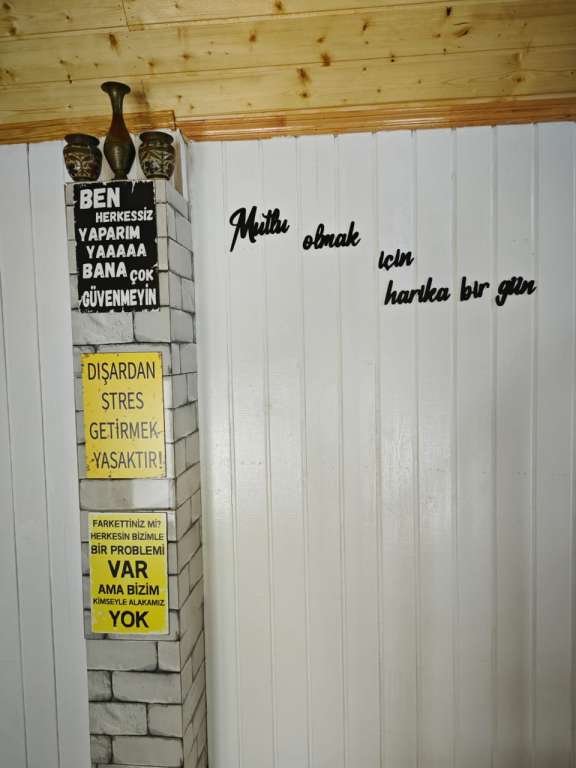 BEN
HERKESSİZ
YAPARIM
YAAAAA
BANA ÇOK
GÜVENMEYİN
DIŞARDAN
STRES
GETİRMEK
YASAKTIR!
FARKETTİNİZ Mİ?
HERKESİN BİZİMLE
BİR PROBLEMİ
VAR
AMA BİZİM
KİMSEYLE ALAKAMIZ
YOK
Mutlu
olmak
için
harika bir gün